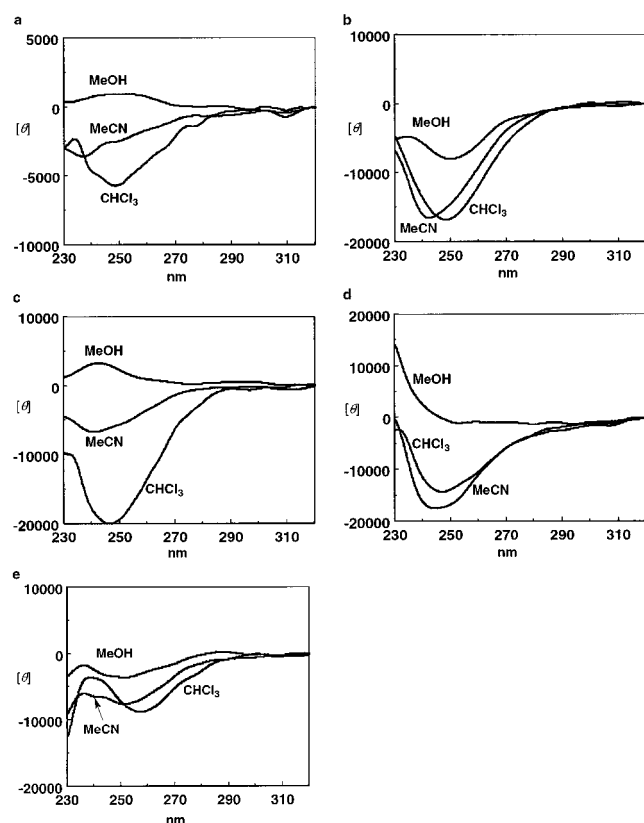 a
5000
0
-5000
-10000
[θ]
MeOH
MeCN
CHCl3
230 250 270 290 310
nm
b
10000
0
-10000
-20000
[θ]
MeOH
MeCN
CHCl3
230 250 270 290 310
nm
c
10000
0
-10000
-20000
[θ]
MeOH
MeCN
CHCl3
230 250 270 290 310
nm
d
20000
10000
0
-10000
-20000
[θ]
MeOH
CHCl3
MeCN
230 250 270 290 310
nm
e
10000
0
-10000
-20000
[θ]
MeOH
CHCl3
MeCN
230 250 270 290 310
nm